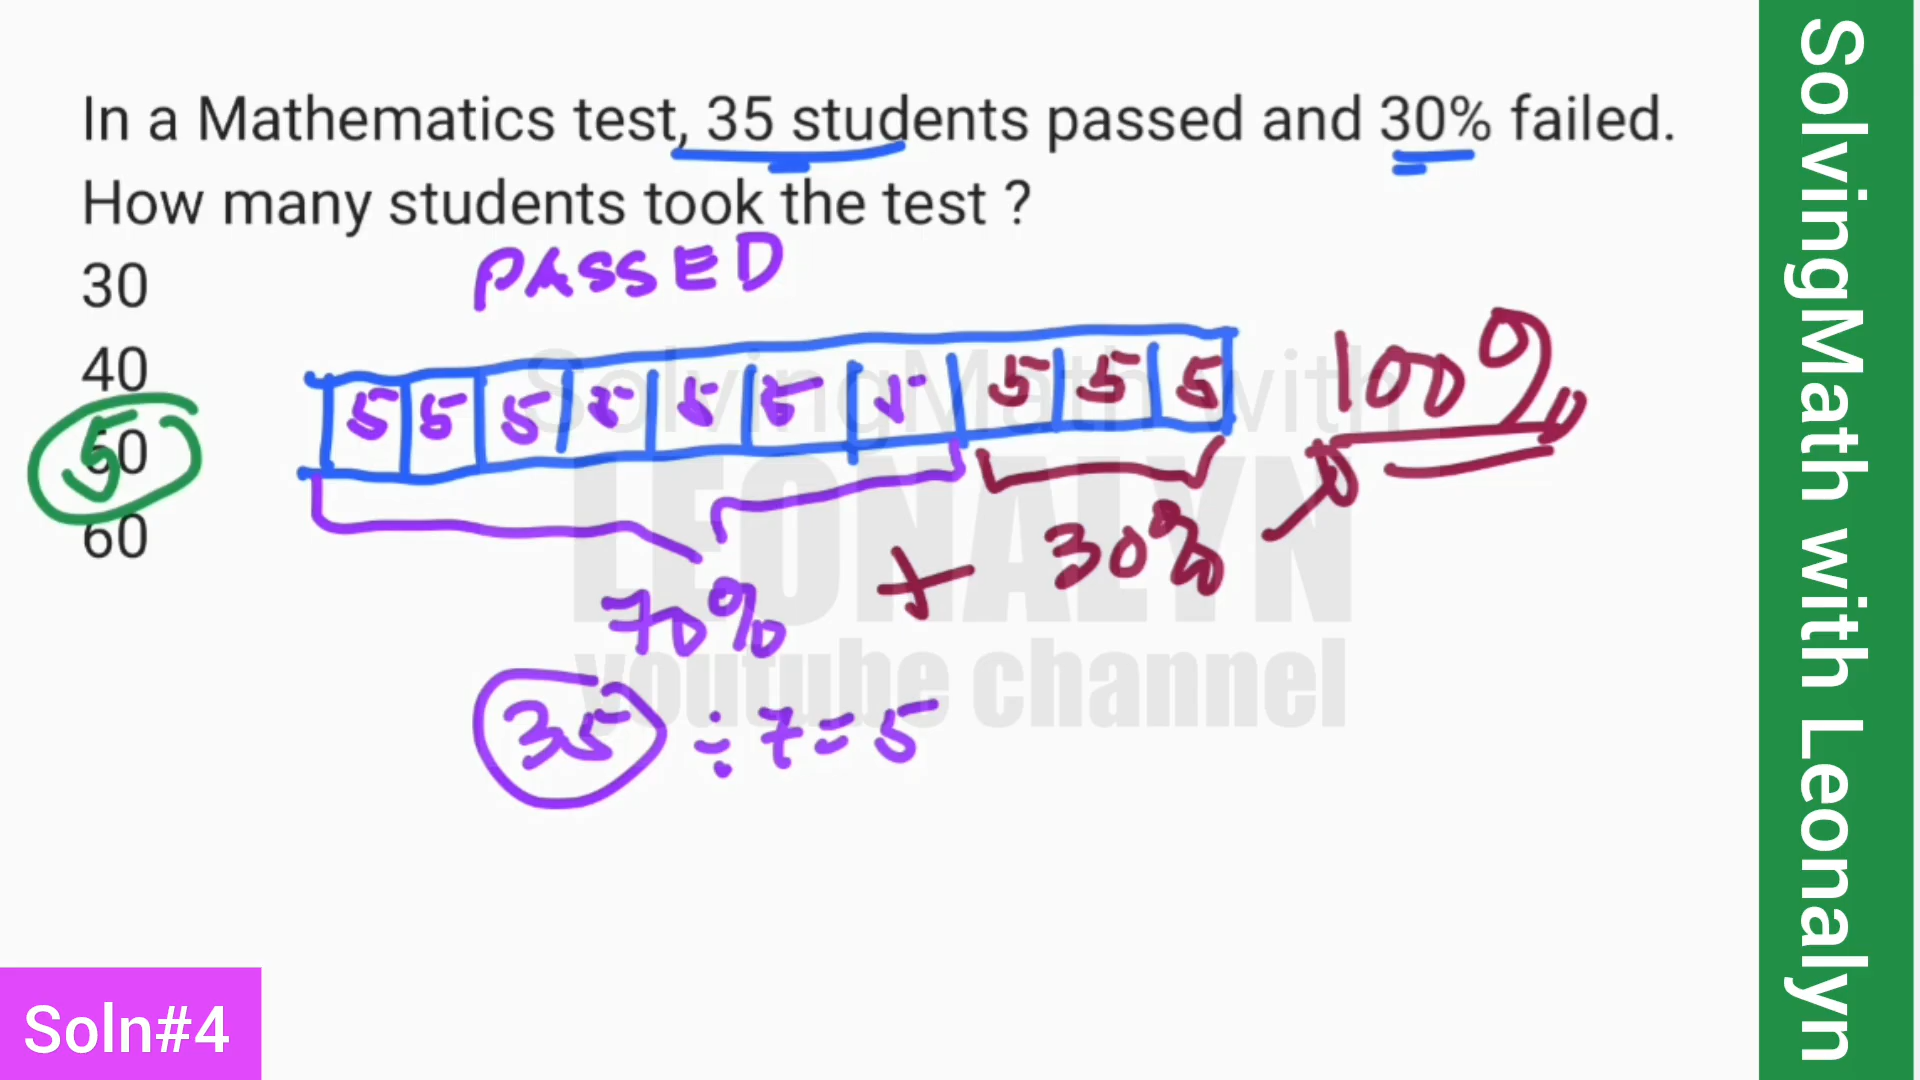 In a Mathematics test, 35 students passed and 30% failed.
How many students took the test ?
30
40
50
60
PASSED
5 5 5 5 5 5 5 5 5 5
100%
70% + 30%
35 ÷ 7 = 5
SolvingMath with
LEONALYN
youtube channel
Soln#4
SolvingMath with Leonalyn